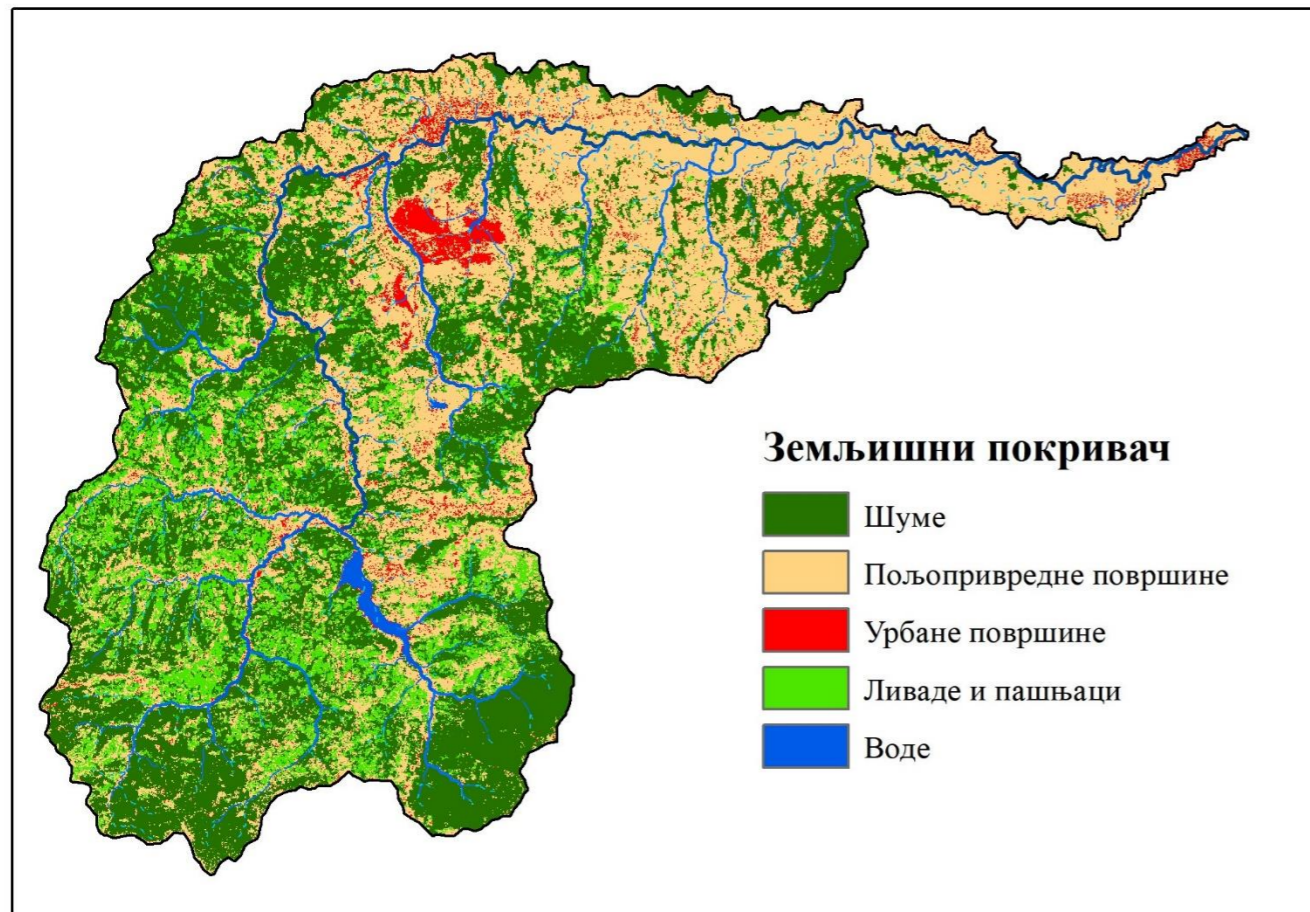 Земљишни покривач
Шуме
Пољопривредне површине
Урбане површине
Ливаде и пашњаци
Воде